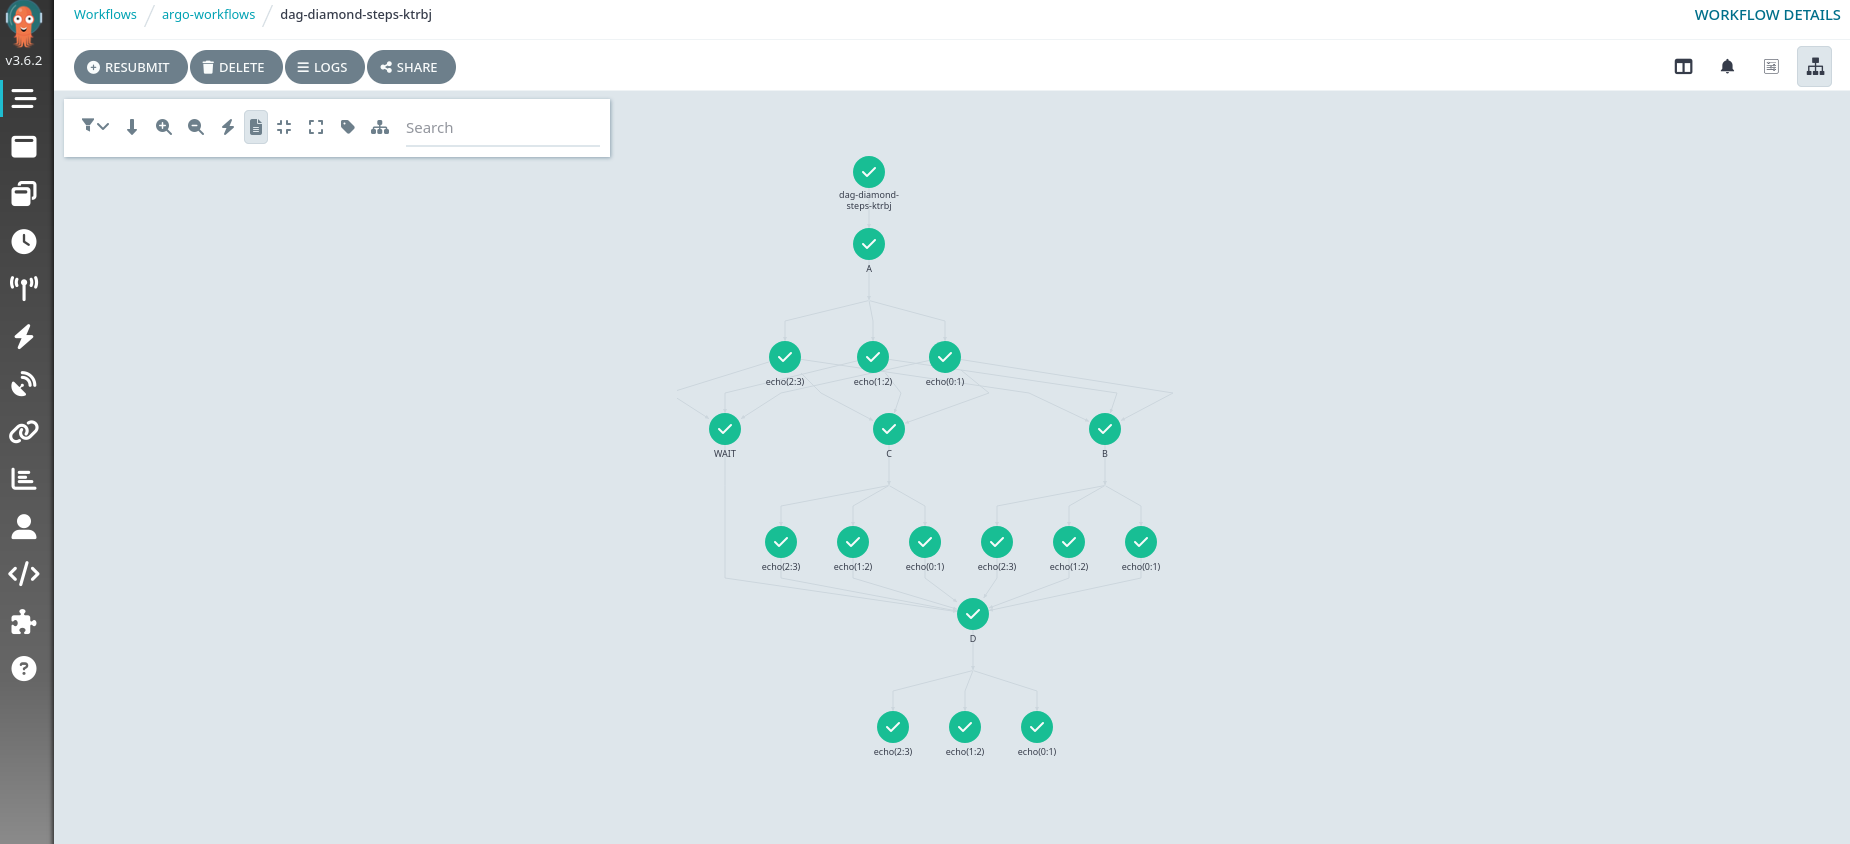 Workflows / argo-workflows / dag-diamond-steps-ktrbj
WORKFLOW DETAILS
v3.6.2
RESUBMIT DELETE LOGS SHARE
Search
dag-diamond-
steps-ktrbj
A
echo(2:3) echo(1:2) echo(0:1)
WAIT C B
echo(2:3) echo(1:2) echo(0:1) echo(2:3) echo(1:2) echo(0:1)
D
echo(2:3) echo(1:2) echo(0:1)